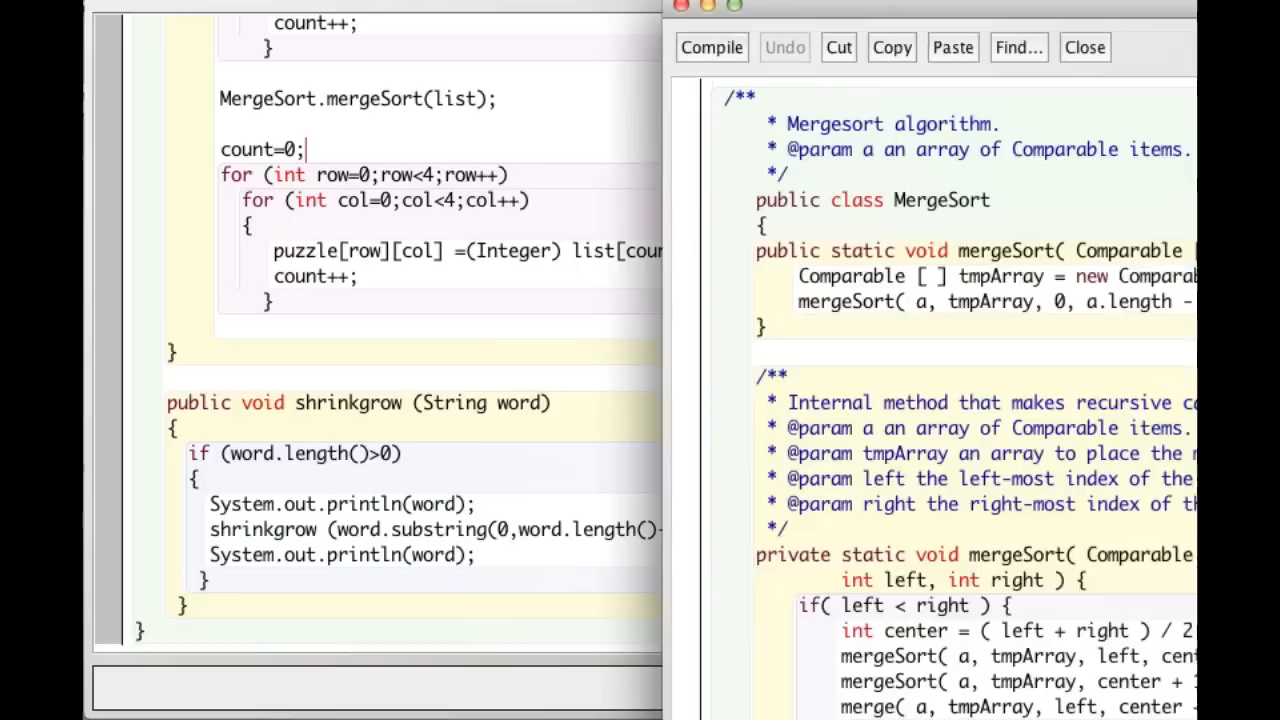 count++;
}
MergeSort.mergeSort(list);
count=0;
for (int row=0;row<4;row++)
for (int col=0;col<4;col++)
{
puzzle[row][col] =(Integer) list[cour
count++;
}
}
public void shrinkgrow (String word)
{
if (word.length()>0)
{
System.out.println(word);
shrinkgrow (word.substring(0,word.length()-
System.out.println(word);
}
}
}
Compile Undo Cut Copy Paste Find... Close
/**
* Mergesort algorithm.
* @param a an array of Comparable items.
*/
public class MergeSort
{
public static void mergeSort( Comparable [
Comparable [ ] tmpArray = new Comparab
mergeSort( a, tmpArray, 0, a.length -
}
/**
* Internal method that makes recursive ca
* @param a an array of Comparable items.
* @param tmpArray an array to place the
* @param left the left-most index of the
* @param right the right-most index of th
*/
private static void mergeSort( Comparable
int left, int right ) {
if( left < right ) {
int center = ( left + right ) / 2
mergeSort( a, tmpArray, left, cent
mergeSort( a, tmpArray, center +
merge( a, tmpArray, left, center